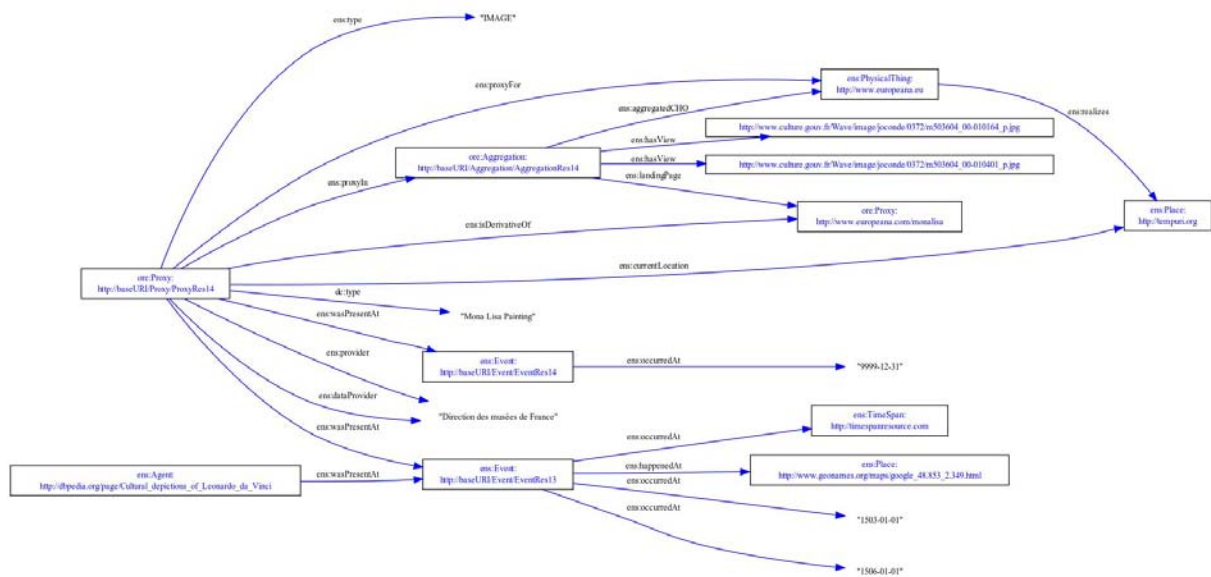 ens:type
"IMAGE"
ens:PhysicalThing:
http://www.europeana.eu
ens:proxyFor
ens:aggregatedCHO
ens:realizes
ens:hasView
http://www.culture.gouv.fr/Wave/image/joconde/0372/m503604_00-010164_p.jpg
ore:Aggregation:
http://baseURI/Aggregation/AggregationRes14
ens:hasView
http://www.culture.gouv.fr/Wave/image/joconde/0372/m503604_00-010401_p.jpg
ens:landingPage
ens:proxyIn
ore:Proxy:
http://www.europeana.com/monalisa
ens:Place:
http://tempuri.org
ens:isDerivativeOf
ens:currentLocation
ore:Proxy:
http://baseURI/Proxy/ProxyRes14
dc:type
"Mona Lisa Painting"
ens:wasPresentAt
ens:provider
ens:Event:
http://baseURI/Event/EventRes14
ens:occurredAt
"9999-12-31"
ens:dataProvider
"Direction des musées de France"
ens:wasPresentAt
ens:TimeSpan:
http://timespanresource.com
ens:occurredAt
ens:Agent:
http://dbpedia.org/page/Cultural_depictions_of_Leonardo_da_Vinci
ens:wasPresentAt
ens:Event:
http://baseURI/Event/EventRes13
ens:happenedAt
ens:Place:
http://www.geonames.org/maps/google_48.853_2.349.html
ens:occurredAt
"1503-01-01"
ens:occurredAt
"1506-01-01"